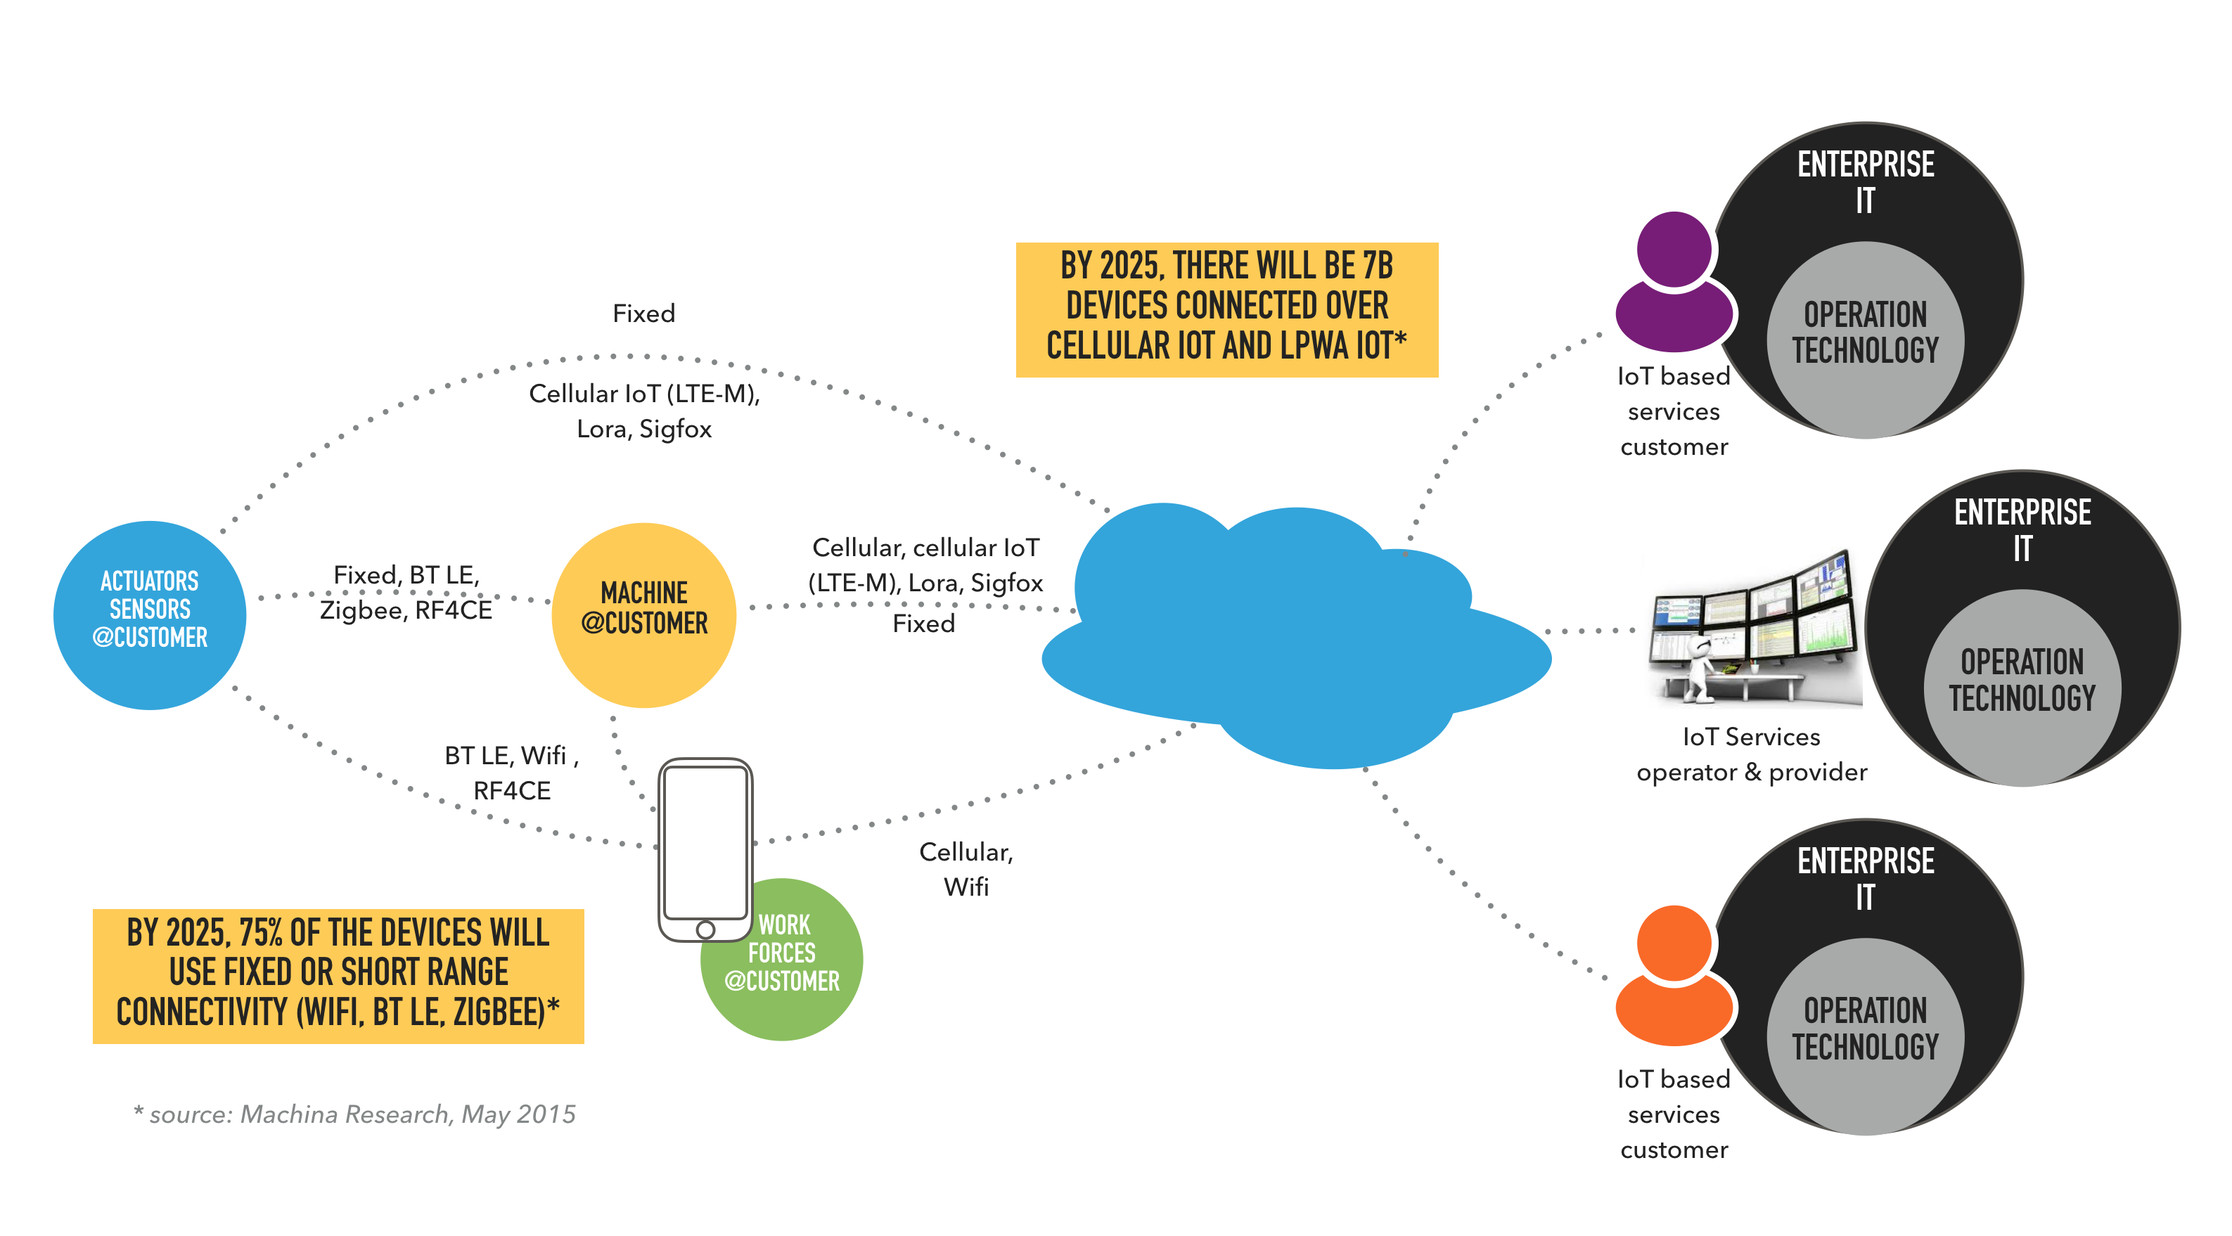 Fixed
Cellular IoT (LTE-M),
Lora, Sigfox
BY 2025, THERE WILL BE 7B
DEVICES CONNECTED OVER
CELLULAR IOT AND LPWA IOT*
ENTERPRISE
IT
OPERATION
TECHNOLOGY
IoT based
services
customer
ACTUATORS
SENSORS
@CUSTOMER
Fixed, BT LE,
Zigbee, RF4CE
MACHINE
@CUSTOMER
Cellular, cellular IoT
(LTE-M), Lora, Sigfox
Fixed
ENTERPRISE
IT
OPERATION
TECHNOLOGY
IoT Services
operator & provider
BT LE, Wifi ,
RF4CE
Cellular,
Wifi
WORK
FORCES
@CUSTOMER
ENTERPRISE
IT
OPERATION
TECHNOLOGY
IoT based
services
customer
BY 2025, 75% OF THE DEVICES WILL
USE FIXED OR SHORT RANGE
CONNECTIVITY (WIFI, BT LE, ZIGBEE)*
* source: Machina Research, May 2015